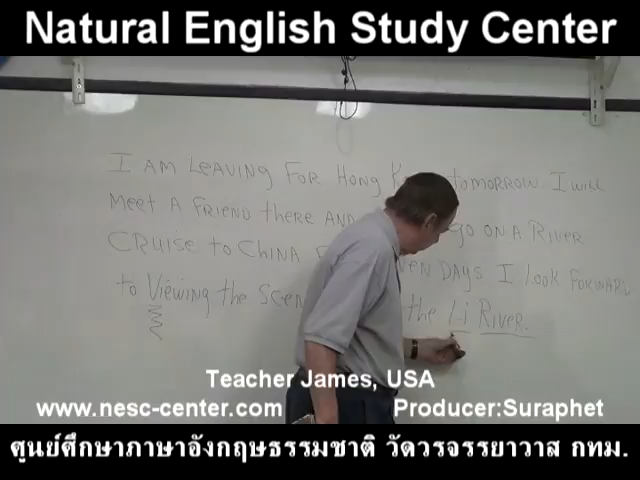 Natural English Study Center
I AM LEAVING FOR HONG TOMORROW. I WILL
MEET A FRIEND there AND GO ON A RIVER
CRUISE to CHINA DAYS I Look FORWARD
to Viewing the the Li River.
Teacher James, USA
www.nesc-center.com Producer:Suraphet
ศูนย์ศึกษาภาษาอังกฤษธรรมชาติ วัดวรจรรยาวาส กทม.